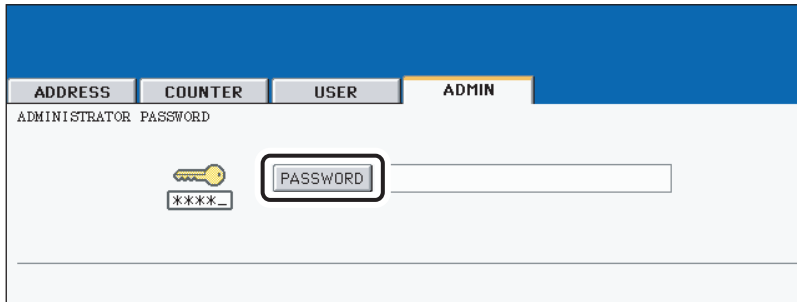 ADDRESS COUNTER USER ADMIN
ADMINISTRATOR PASSWORD
PASSWORD
****_